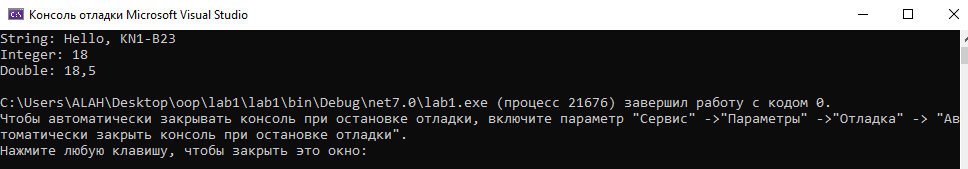 Консоль отладки Microsoft Visual Studio
String: Hello, KN1-B23
Integer: 18
Double: 18,5
C:\Users\ALAH\Desktop\oop\lab1\lab1\bin\Debug\net7.0\lab1.exe (процесс 21676) завершил работу с кодом 0.
Чтобы автоматически закрывать консоль при остановке отладки, включите параметр "Сервис" ->"Параметры" ->"Отладка" -> "Ав
томатически закрыть консоль при остановке отладки".
Нажмите любую клавишу, чтобы закрыть это окно: